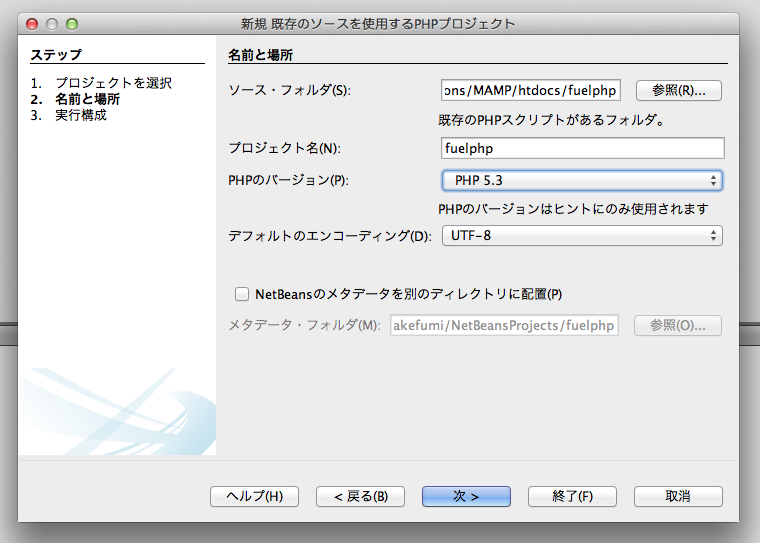 新規 既存のソースを使用するPHPプロジェクト
ステップ
1. プロジェクトを選択
2. 名前と場所
3. 実行構成
名前と場所
ソース・フォルダ(S): ons/MAMP/htdocs/fuelphp 参照(R)...
既存のPHPスクリプトがあるフォルダ。
プロジェクト名(N): fuelphp
PHPのバージョン(P): PHP 5.3
PHPのバージョンはヒントにのみ使用されます
デフォルトのエンコーディング(D): UTF-8
NetBeansのメタデータを別のディレクトリに配置(P)
メタデータ・フォルダ(M): akefumi/NetBeansProjects/fuelphp 参照(O)...
ヘルプ(H) < 戻る(B) 次 > 終了(F) 取消